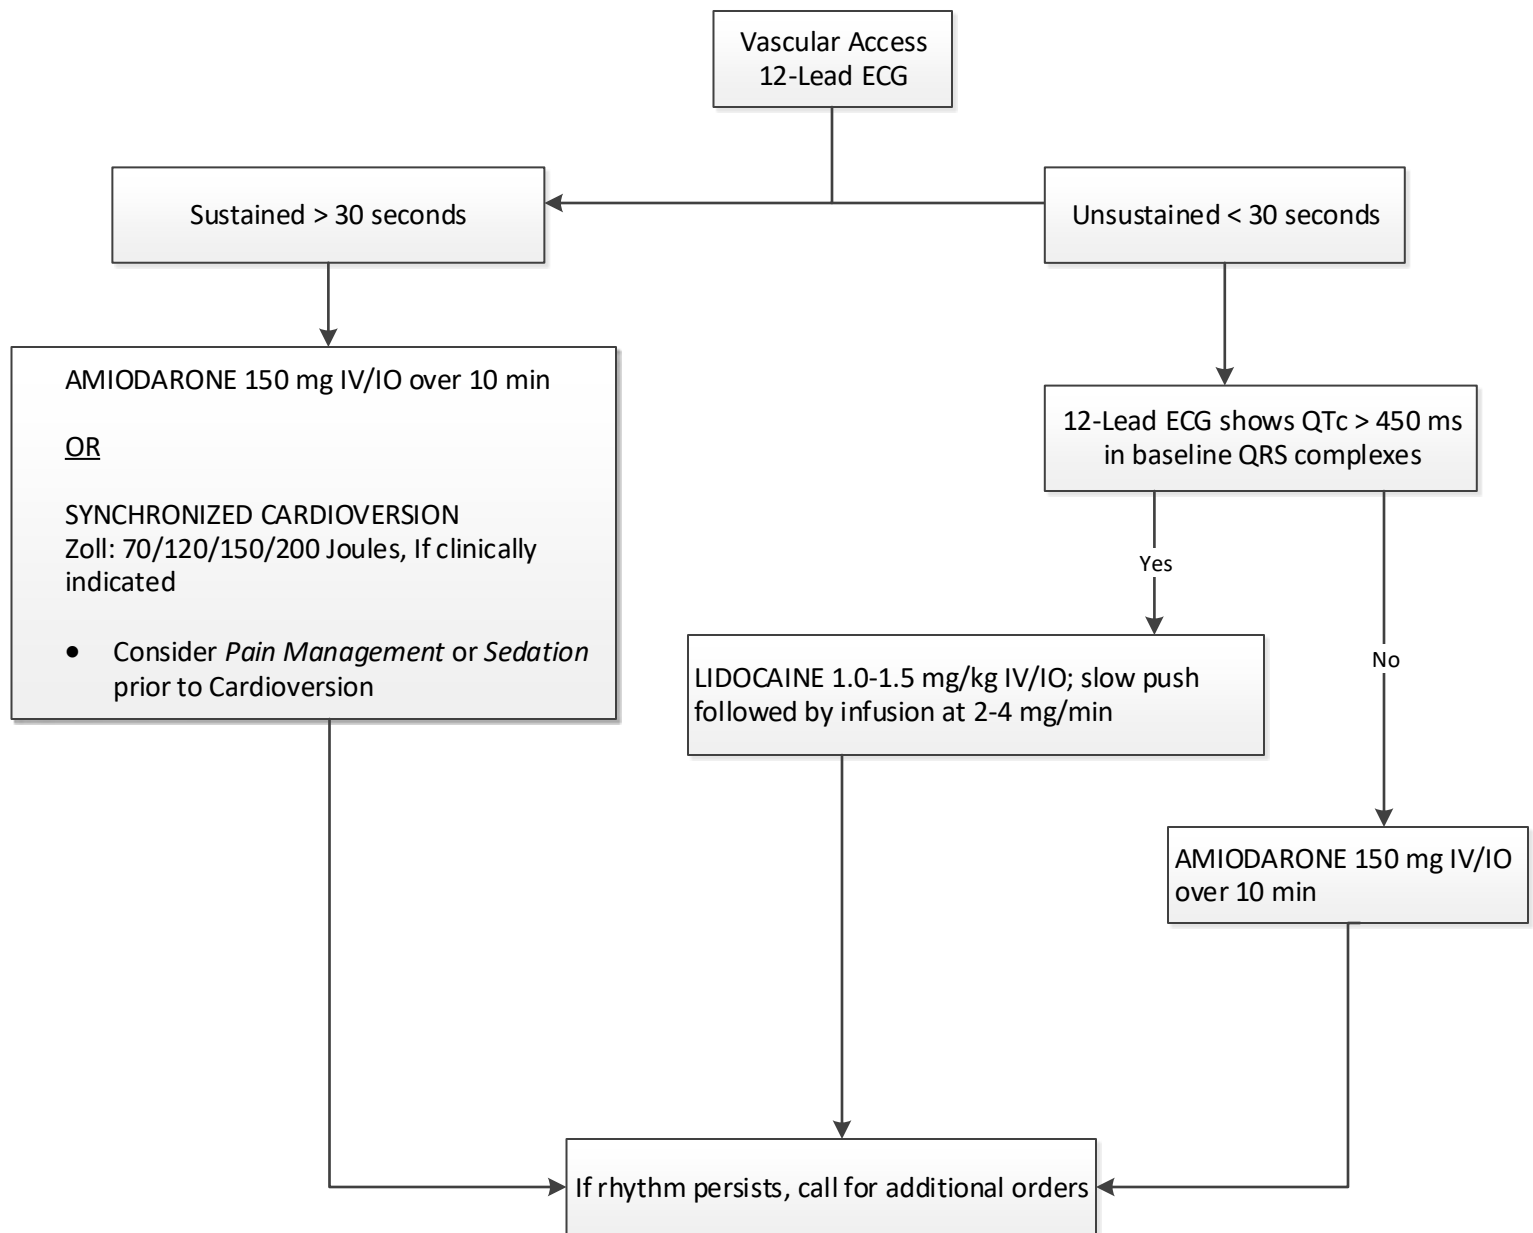 Vascular Access
12-Lead ECG
Sustained > 30 seconds
Unsustained < 30 seconds
AMIODARONE 150 mg IV/IO over 10 min
OR
SYNCHRONIZED CARDIOVERSION
Zoll: 70/120/150/200 Joules, If clinically
indicated
• Consider Pain Management or Sedation
prior to Cardioversion
12-Lead ECG shows QTc > 450 ms
in baseline QRS complexes
Yes
No
LIDOCAINE 1.0-1.5 mg/kg IV/IO; slow push
followed by infusion at 2-4 mg/min
AMIODARONE 150 mg IV/IO
over 10 min
If rhythm persists, call for additional orders